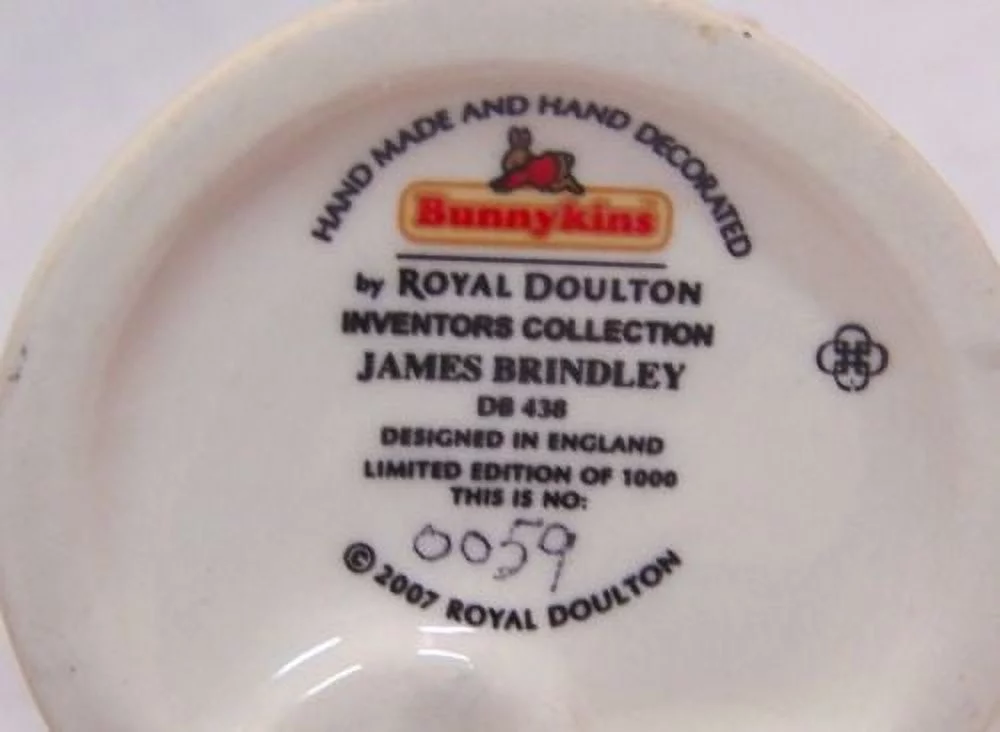 HAND MADE AND HAND DECORATED
Bunnykins
by ROYAL DOULTON
INVENTORS COLLECTION
JAMES BRINDLEY
DB 438
DESIGNED IN ENGLAND
LIMITED EDITION OF 1000
THIS IS NO:
0059
© 2007 ROYAL DOULTON